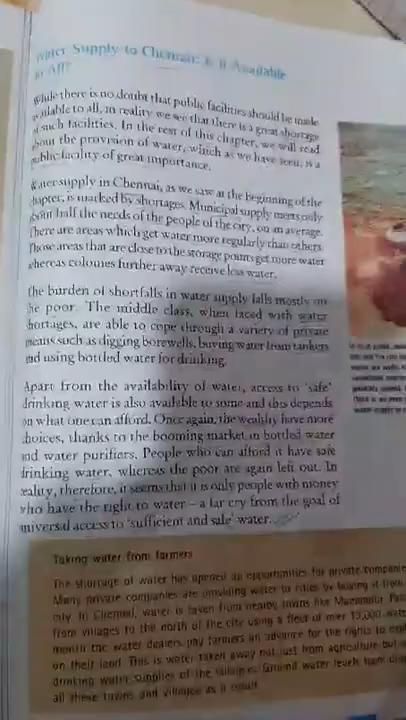 Water Supply to Chennai: Is it Available
to All?
While there is no doubt that public facilities should be made
available to all, in reality we see that there is a great shortage
of such facilities. In the rest of this chapter, we will read
about the provision of water, which as we have seen, is a
public facility of great importance.
Water supply in Chennai, as we saw at the beginning of the
chapter, is marked by shortages. Municipal supply meets only
about half the needs of the people of the city, on an average.
There are areas which get water more regularly than others.
Those areas that are close to the storage points get more water
whereas colonies further away receive less water.
The burden of shortfalls in water supply falls mostly on
the poor. The middle class, when faced with water
shortages, are able to cope through a variety of private
means such as digging borewells, buying water from tankers
and using bottled water for drinking.
Apart from the availability of water, access to 'safe'
drinking water is also available to some and this depends
on what one can afford. Once again, the wealthy have more
choices, thanks to the booming market in bottled water
and water purifiers. People who can afford it have safe
drinking water, whereas the poor are again left out. In
reality, therefore, it seems that it is only people with money
who have the right to water – a far cry from the goal of
universal access to 'sufficient and safe' water.
Taking water from farmers
The shortage of water has opened up opportunities for private companie
Many private companies are providing water to cities by buying it from
city. In Chennai, water is taken from nearby towns like
from villages to the north of the city using a fleet of over 13,000 wate
month the water dealers pay farmers an advance for the rights to expl
on their land. This is water taken away not just from agriculture but
drinking water supplies of the villages. Ground water levels have
all these towns and villages as a result.